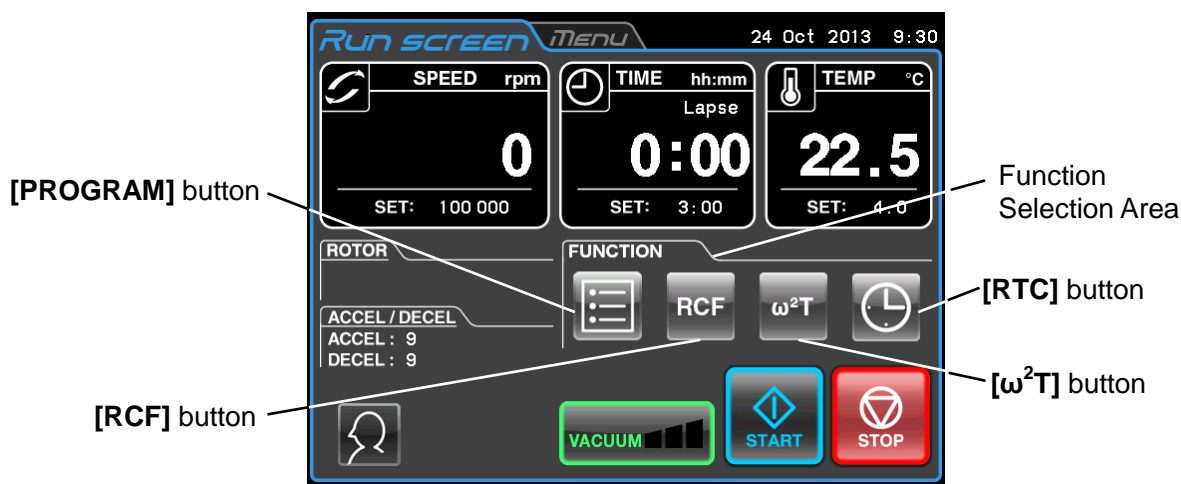 Run screen Menu 24 Oct 2013 9:30
SPEED rpm
0
SET: 100 000
TIME hh:mm
Lapse
0:00
SET: 3:00
TEMP °C
22.5
SET: 4.0
[PROGRAM] button
Function
Selection Area
ROTOR
FUNCTION
RCF
ω²T
[RTC] button
ACCEL / DECEL
ACCEL : 9
DECEL : 9
[ω²T] button
[RCF] button
VACUUM
START
STOP